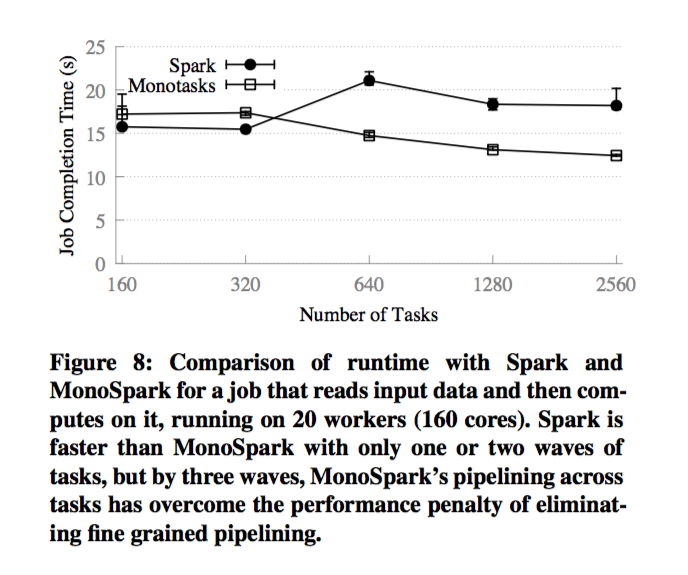 25
20
15
10
5
0
Job Completion Time (s)
Spark
Monotasks
160 320 640 1280 2560
Number of Tasks
Figure 8: Comparison of runtime with Spark and
MonoSpark for a job that reads input data and then com-
putes on it, running on 20 workers (160 cores). Spark is
faster than MonoSpark with only one or two waves of
tasks, but by three waves, MonoSpark's pipelining across
tasks has overcome the performance penalty of eliminat-
ing fine grained pipelining.